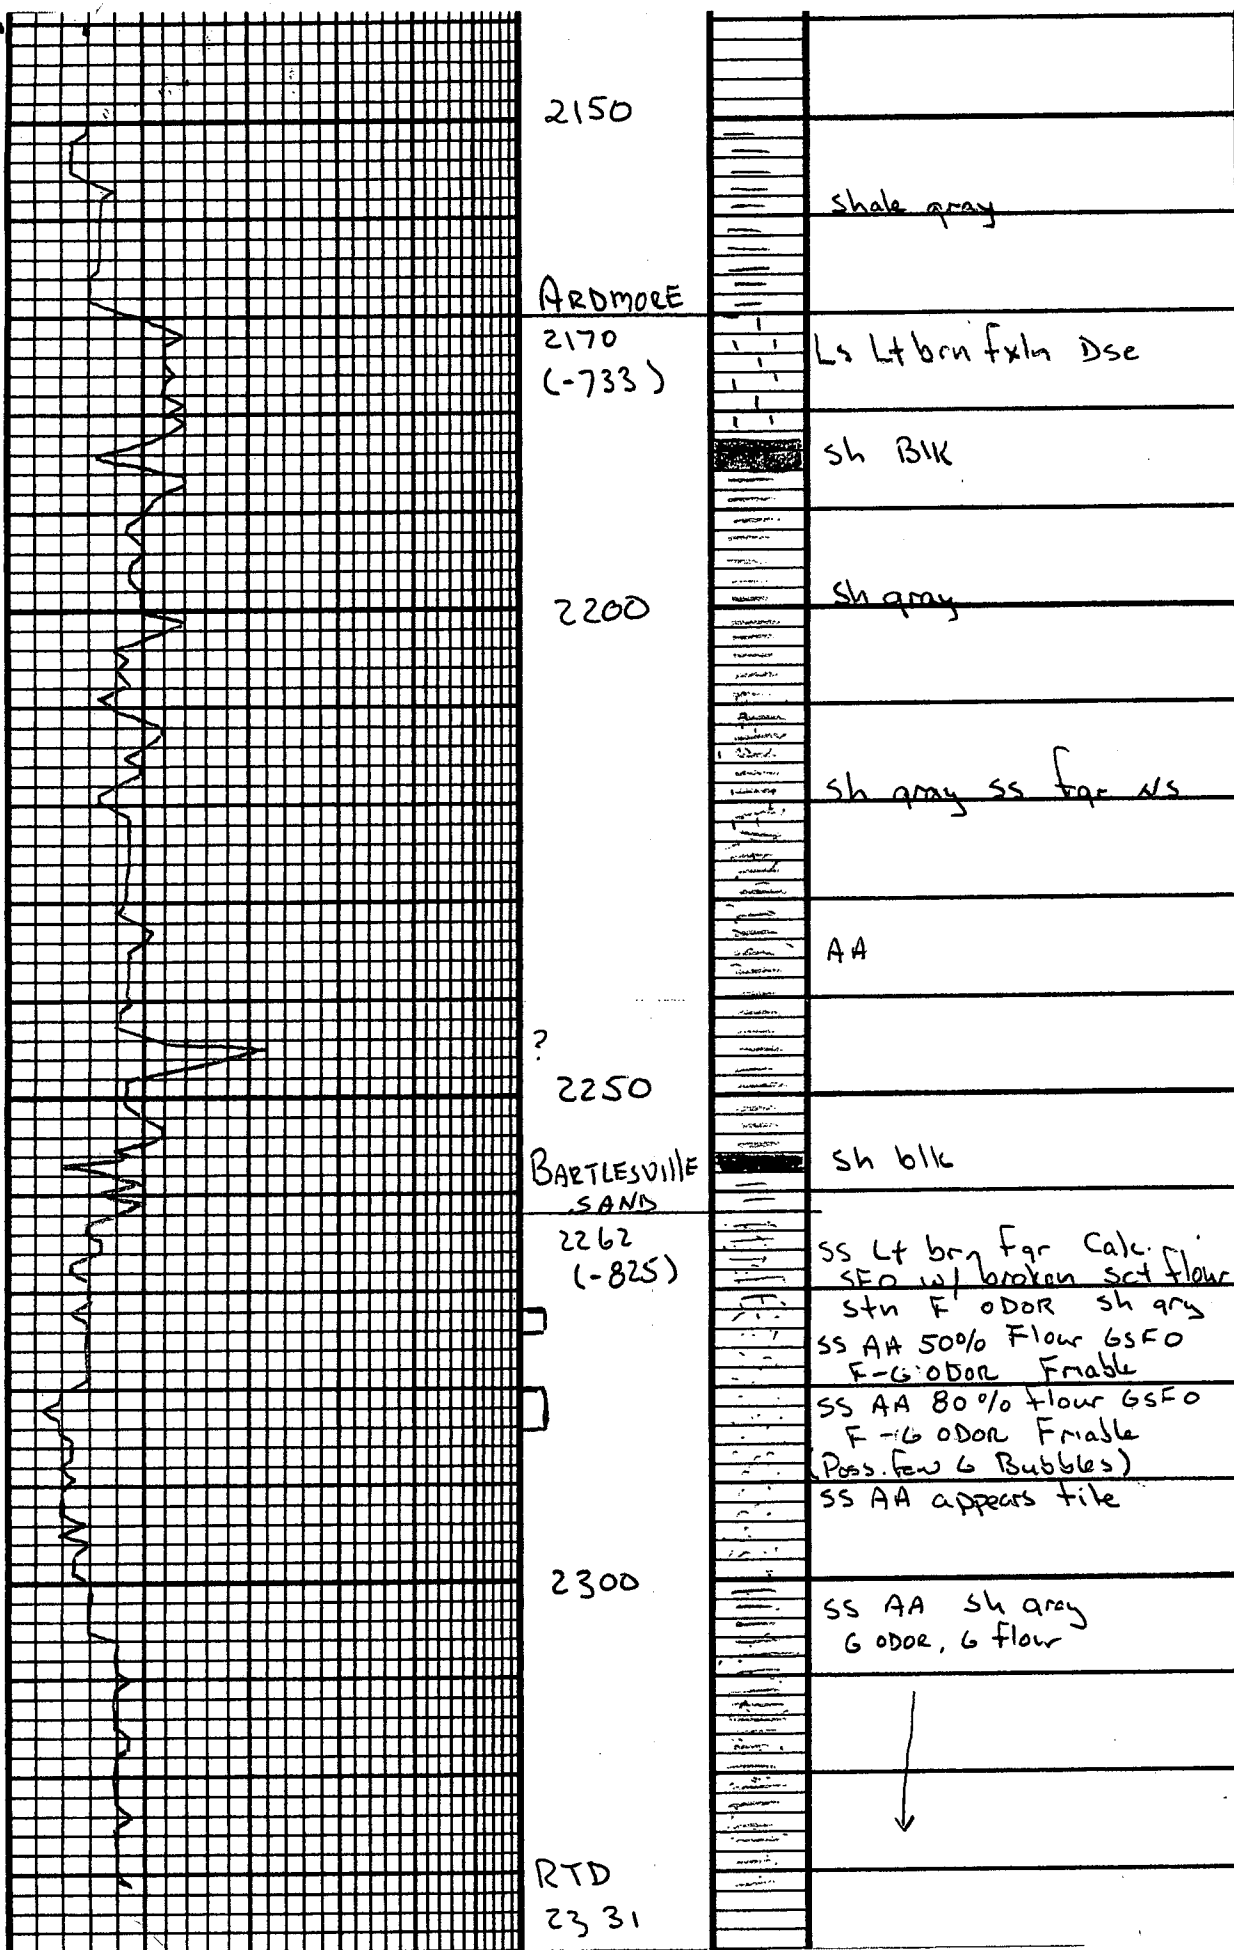 2150
shale gray
ARDMORE
2170
(-733)
Ls Lt brn fxln Dse
sh Blk
2200
sh gray
sh gray ss fgr NS
AA
?
2250
BARTLESVIllE
SAND
sh blk
2262
(-825)
ss Lt brn Fgr Calc.
SFO w/ broken sct flour
stn F ODOR sh gry
ss AA 50% Flour GSFO
F-G ODOR Friable
ss AA 80% flour GSFO
F-G ODOR Friable
(Poss. few G Bubbles)
ss AA appears tite
2300
ss AA sh gray
G ODOR, G flour
RTD
2331